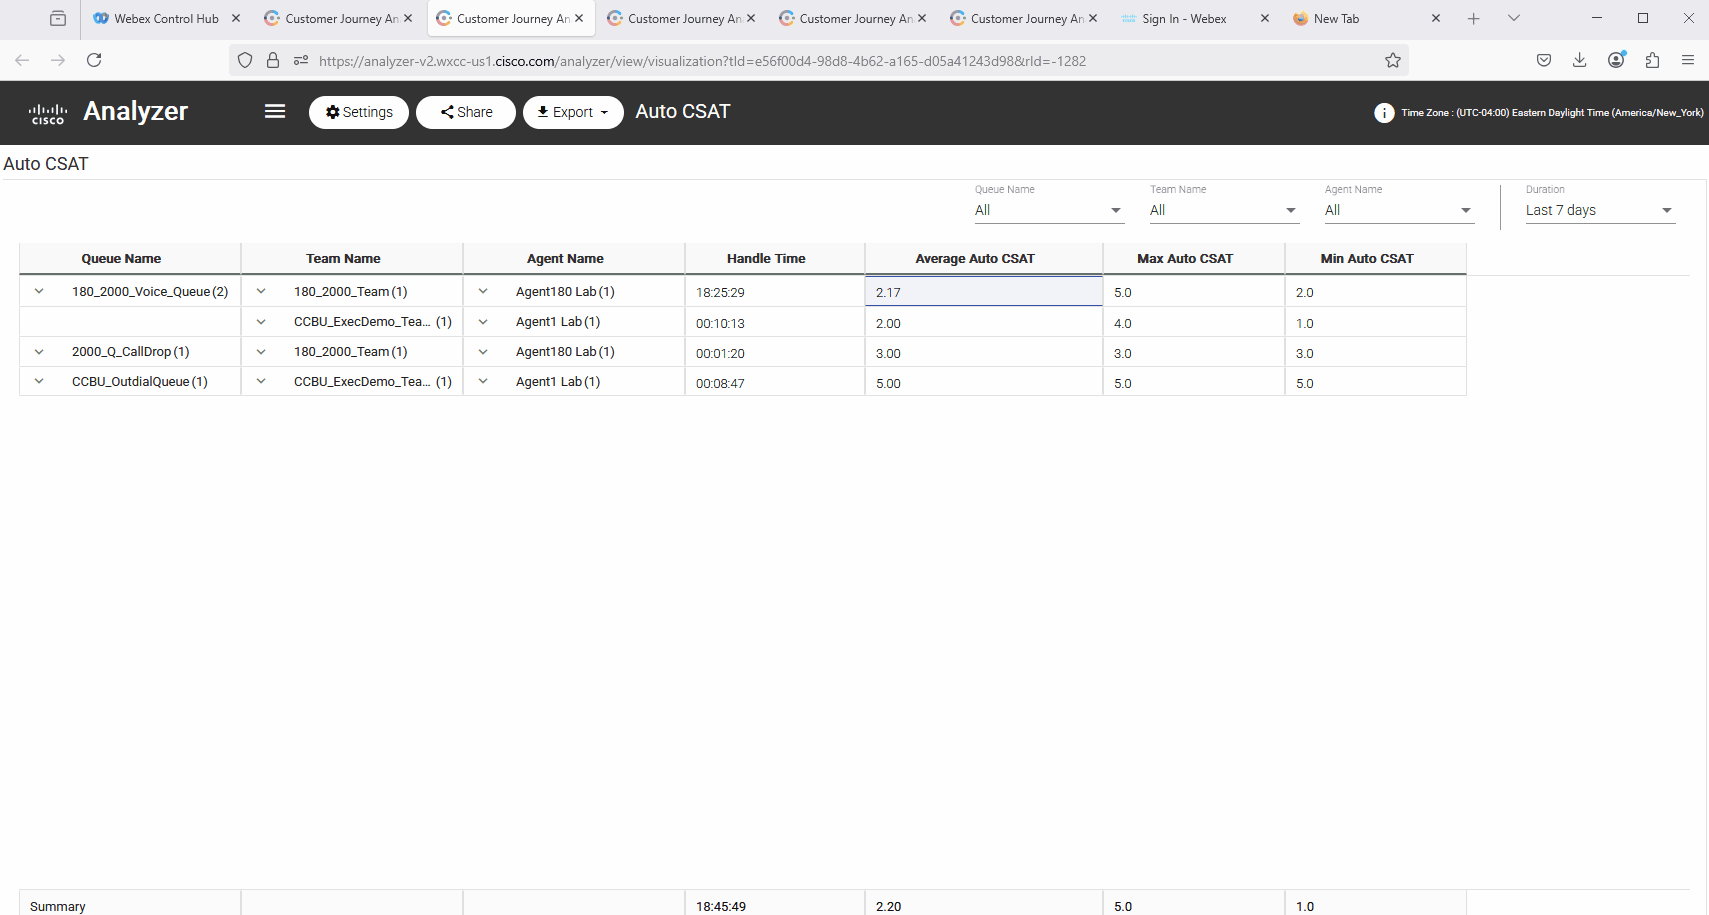 Webex Control Hub
Customer Journey An
Customer Journey An
Customer Journey An
Customer Journey An
Customer Journey An
Sign In - Webex
New Tab
https://analyzer-v2.wxcc-us1.cisco.com/analyzer/view/visualization?tId=e56f00d4-98d8-4b62-a165-d05a41243d98&rId=-1282
cisco Analyzer Settings Share Export Auto CSAT Time Zone : (UTC-04:00) Eastern Daylight Time (America/New_York)
Auto CSAT
Queue Name Team Name Agent Name Duration
All All All Last 7 days
Queue Name Team Name Agent Name Handle Time Average Auto CSAT Max Auto CSAT Min Auto CSAT
180_2000_Voice_Queue (2) 180_2000_Team (1) Agent180 Lab (1) 18:25:29 2.17 5.0 2.0
CCBU_ExecDemo_Tea... (1) Agent1 Lab (1) 00:10:13 2.00 4.0 1.0
2000_Q_CallDrop (1) 180_2000_Team (1) Agent180 Lab (1) 00:01:20 3.00 3.0 3.0
CCBU_OutdialQueue (1) CCBU_ExecDemo_Tea... (1) Agent1 Lab (1) 00:08:47 5.00 5.0 5.0
Summary 18:45:49 2.20 5.0 1.0